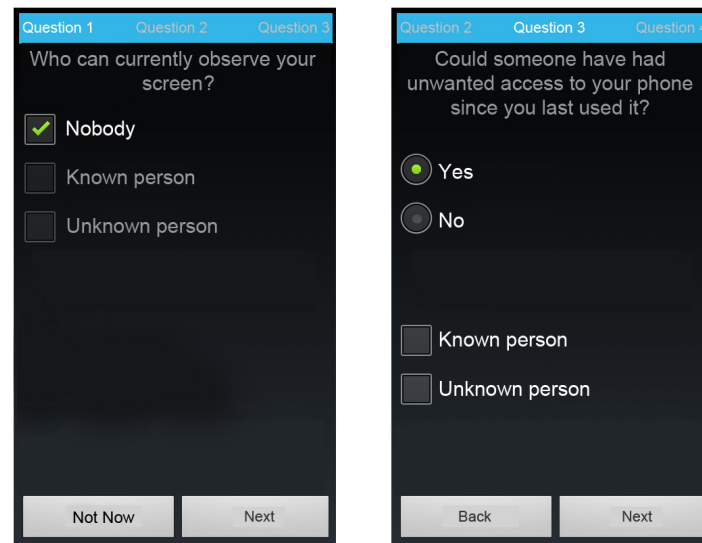 Question 1 Question 2 Question 3
Who can currently observe your
screen?
Nobody
Known person
Unknown person
Not Now Next
Question 2 Question 3 Question 4
Could someone have had
unwanted access to your phone
since you last used it?
Yes
No
Known person
Unknown person
Back Next